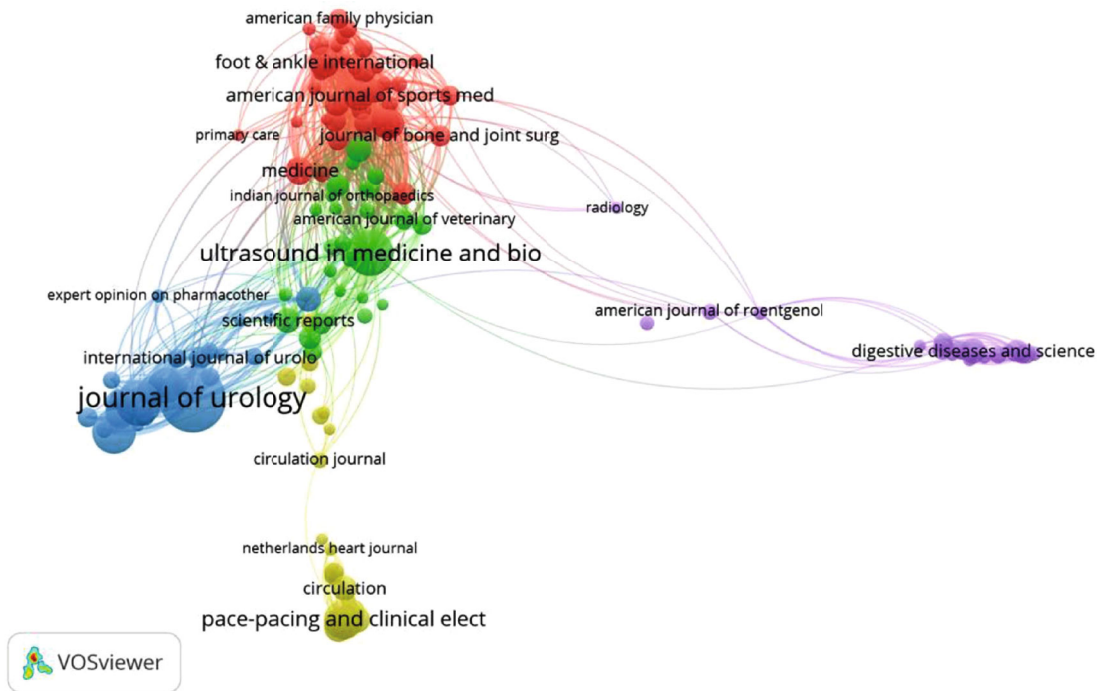 american family physician
foot & ankle international
american journal of sports med
primary care
journal of bone and joint surg
medicine
indian journal of orthopaedics
radiology
american journal of veterinary
ultrasound in medicine and bio
expert opinion on pharmacother
american journal of roentgenol
scientific reports
digestive diseases and science
international journal of urolo
journal of urology
circulation journal
netherlands heart journal
circulation
pace-pacing and clinical elect
VOSviewer